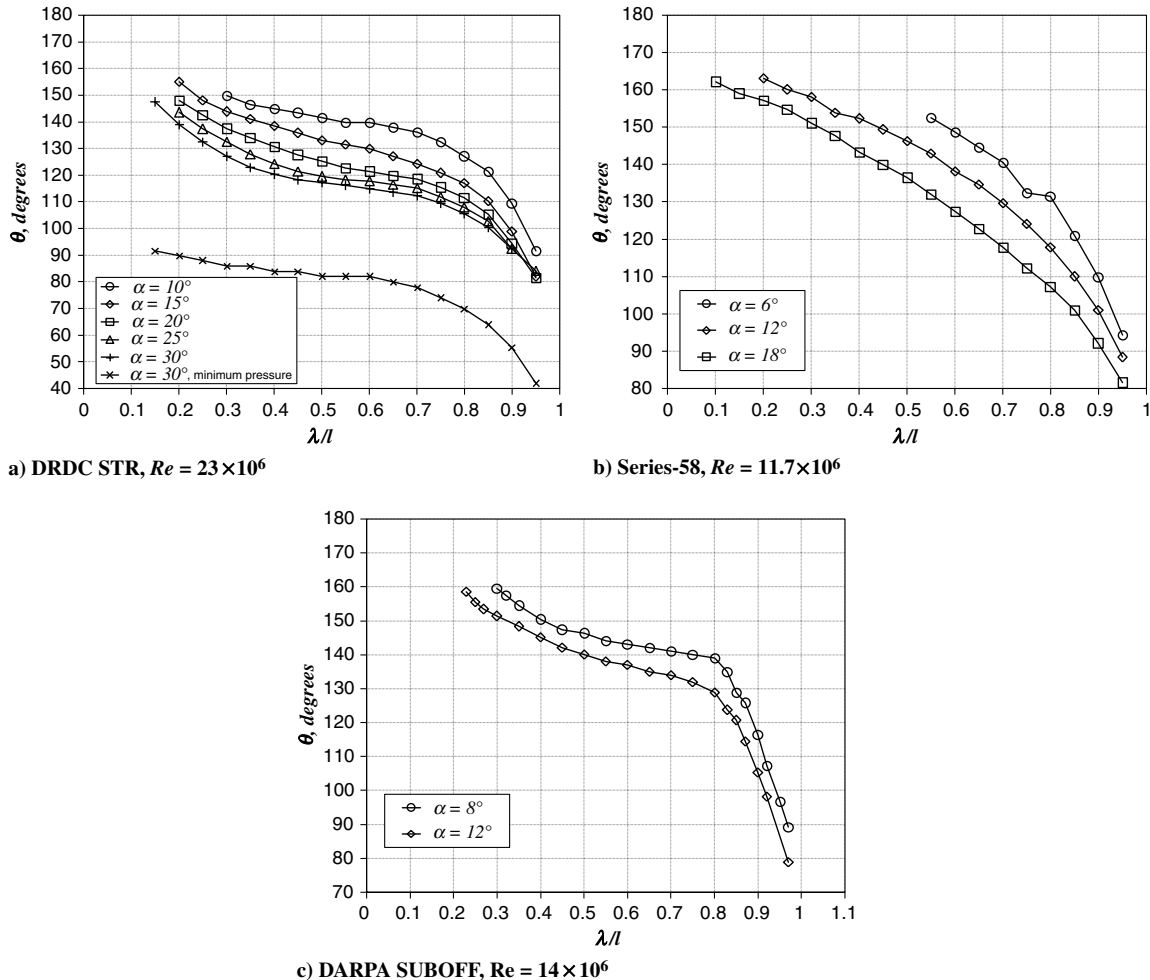 180
170
160
150
140
130
120
110
100
90
80
70
60
50
40
θ, degrees
α = 10°
α = 15°
α = 20°
α = 25°
α = 30°
α = 30°, minimum pressure
0 0.1 0.2 0.3 0.4 0.5 0.6 0.7 0.8 0.9 1
λ/l
a) DRDC STR, Re = 23×10⁶
180
170
160
150
140
130
120
110
100
90
80
θ, degrees
α = 6°
α = 12°
α = 18°
0 0.1 0.2 0.3 0.4 0.5 0.6 0.7 0.8 0.9 1
λ/l
b) Series-58, Re = 11.7×10⁶
180
170
160
150
140
130
120
110
100
90
80
70
θ, degrees
α = 8°
α = 12°
0 0.1 0.2 0.3 0.4 0.5 0.6 0.7 0.8 0.9 1 1.1
λ/l
c) DARPA SUBOFF, Re = 14×10⁶